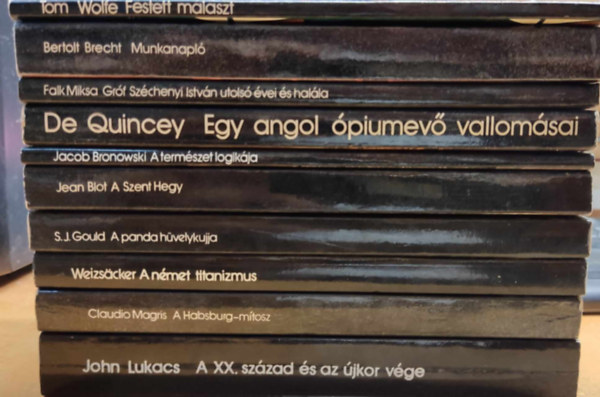 Tom Wolfe Festett malaszt
Bertolt Brecht Munkanapló
Falk Miksa Gróf Széchenyi István utolsó évei és halála
De Quincey Egy angol ópiumevő vallomásai
Jacob Bronowski A természet logikája
Jean Blot A Szent Hegy
S.J. Gould A panda hüvelykujja
Weizsäcker A német titanizmus
Claudio Magris A Habsburg-mítosz
John Lukacs A XX. század és az újkor vége